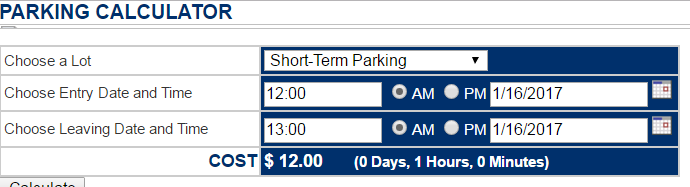 PARKING CALCULATOR
Choose a Lot Short-Term Parking
Choose Entry Date and Time 12:00 AM PM 1/16/2017
Choose Leaving Date and Time 13:00 AM PM 1/16/2017
COST $ 12.00 (0 Days, 1 Hours, 0 Minutes)
Calculate